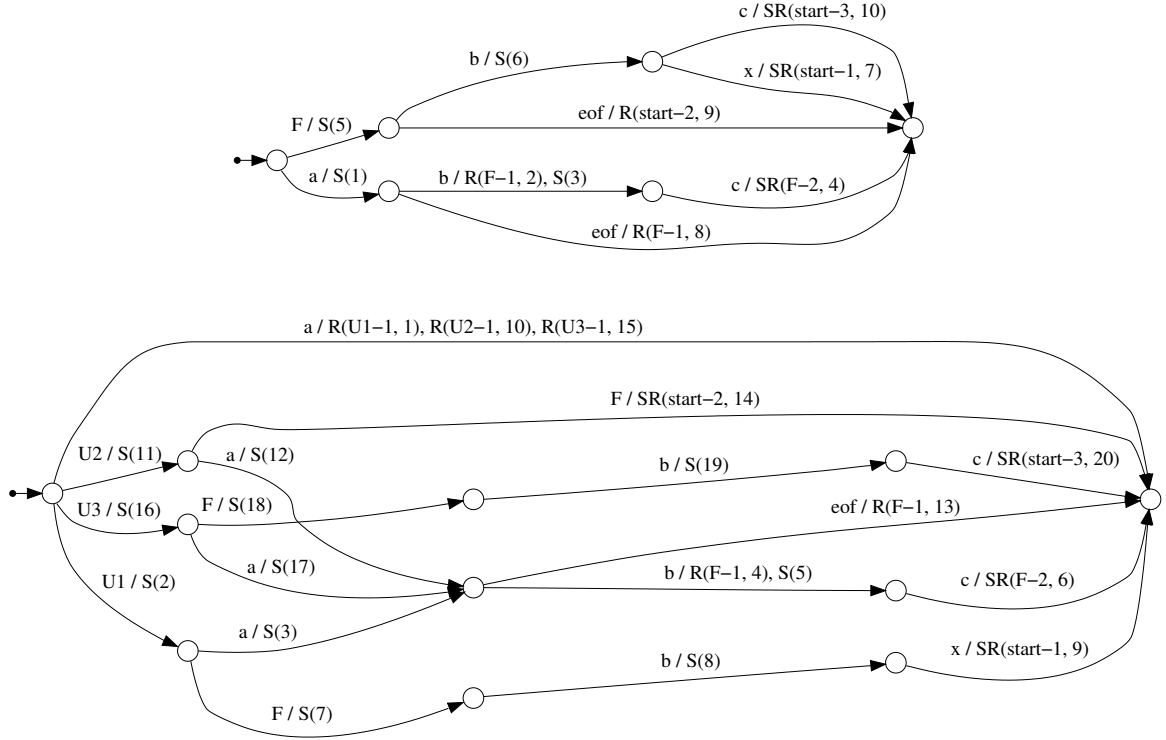 c / SR(start−3, 10)
b / S(6)
x / SR(start−1, 7)
F / S(5)
eof / R(start−2, 9)
a / S(1)
b / R(F−1, 2), S(3)
c / SR(F−2, 4)
eof / R(F−1, 8)
a / R(U1−1, 1), R(U2−1, 10), R(U3−1, 15)
F / SR(start−2, 14)
U2 / S(11)
a / S(12)
b / S(19)
c / SR(start−3, 20)
U3 / S(16)
F / S(18)
eof / R(F−1, 13)
a / S(17)
b / R(F−1, 4), S(5)
c / SR(F−2, 6)
U1 / S(2)
a / S(3)
b / S(8)
x / SR(start−1, 9)
F / S(7)